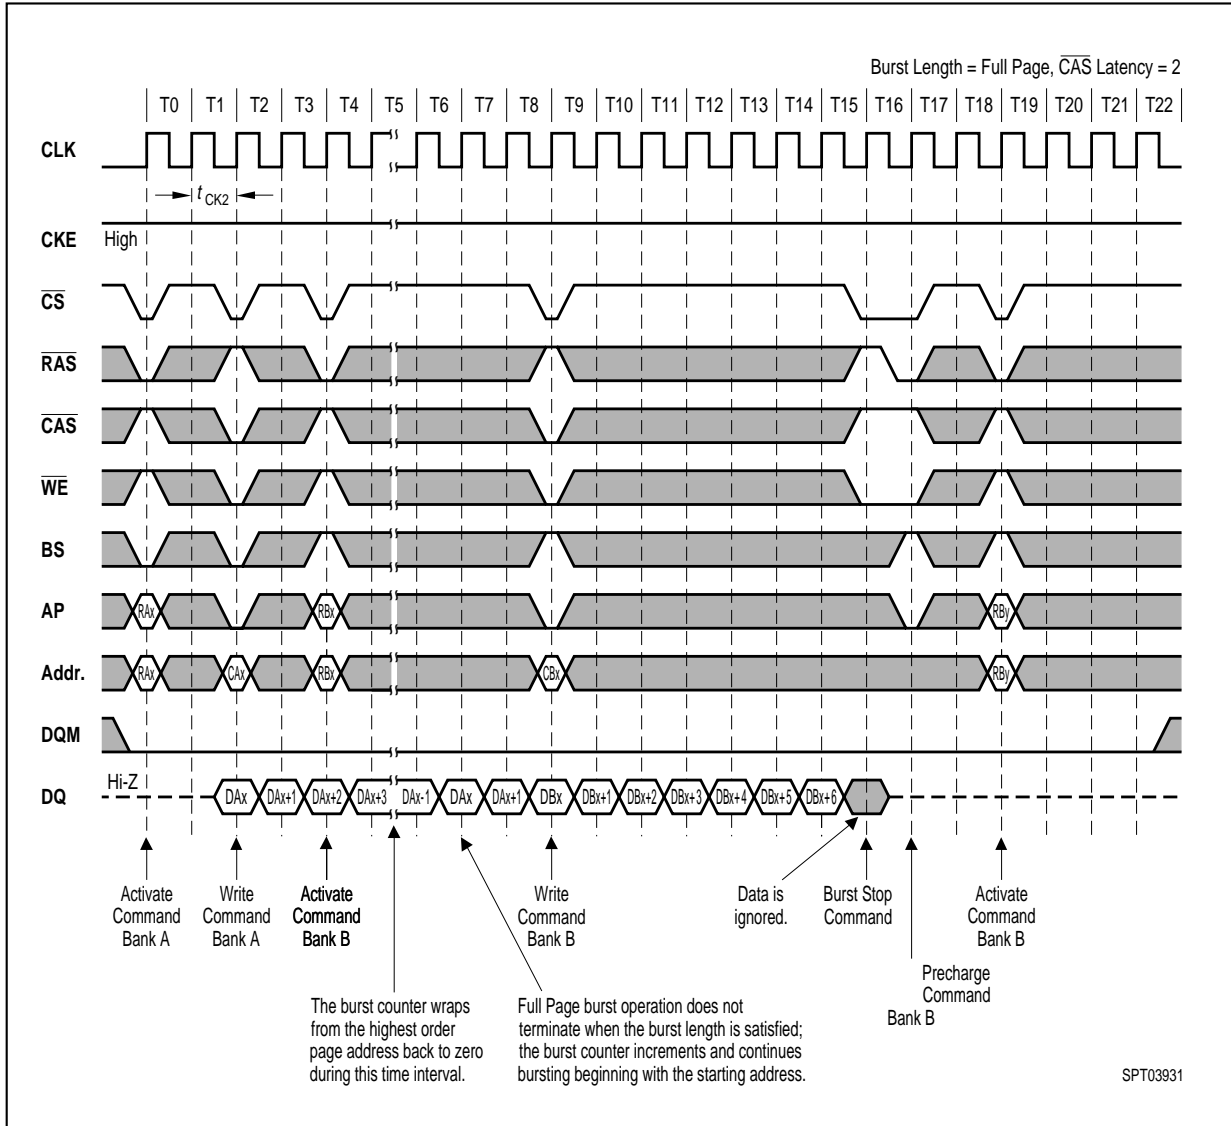 Burst Length = Full Page, CAS Latency = 2
T0 T1 T2 T3 T4 T5 T6 T7 T8 T9 T10 T11 T12 T13 T14 T15 T16 T17 T18 T19 T20 T21 T22
CLK
t CK2
CKE High
CS
RAS
CAS
WE
BS
AP RAx RBx RBy
Addr. RAx CAx RBx CBx RBy
DQM
DQ Hi-Z DAx DAx+1 DAx+2 DAx+3 DAx-1 DAx DAx+1 DBx DBx+1 DBx+2 DBx+3 DBx+4 DBx+5 DBx+6
Activate
Command
Bank A
Write
Command
Bank A
Activate
Command
Bank B
Write
Command
Bank B
Data is
ignored.
Burst Stop
Command
Activate
Command
Bank B
Precharge
Command
Bank B
The burst counter wraps
from the highest order
page address back to zero
during this time interval.
Full Page burst operation does not
terminate when the burst length is satisfied;
the burst counter increments and continues
bursting beginning with the starting address.
SPT03931